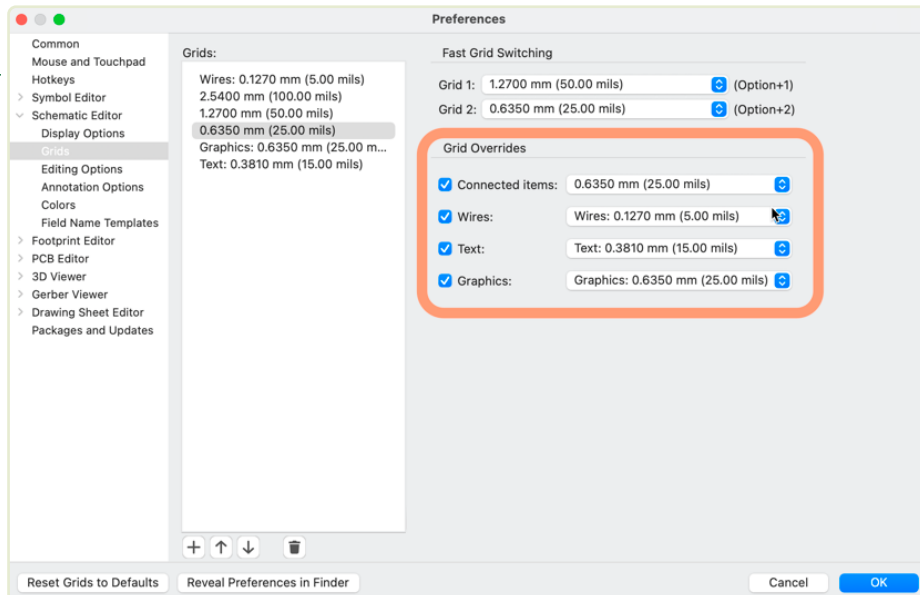 Preferences
Common
Mouse and Touchpad
Hotkeys
Symbol Editor
Schematic Editor
Display Options
Grids
Editing Options
Annotation Options
Colors
Field Name Templates
Footprint Editor
PCB Editor
3D Viewer
Gerber Viewer
Drawing Sheet Editor
Packages and Updates
Grids:
Wires: 0.1270 mm (5.00 mils)
2.5400 mm (100.00 mils)
1.2700 mm (50.00 mils)
0.6350 mm (25.00 mils)
Graphics: 0.6350 mm (25.00 m...
Text: 0.3810 mm (15.00 mils)
Fast Grid Switching
Grid 1: 1.2700 mm (50.00 mils) (Option+1)
Grid 2: 0.6350 mm (25.00 mils) (Option+2)
Grid Overrides
Connected items: 0.6350 mm (25.00 mils)
Wires: Wires: 0.1270 mm (5.00 mils)
Text: Text: 0.3810 mm (15.00 mils)
Graphics: Graphics: 0.6350 mm (25.00 mils)
Reset Grids to Defaults Reveal Preferences in Finder Cancel OK